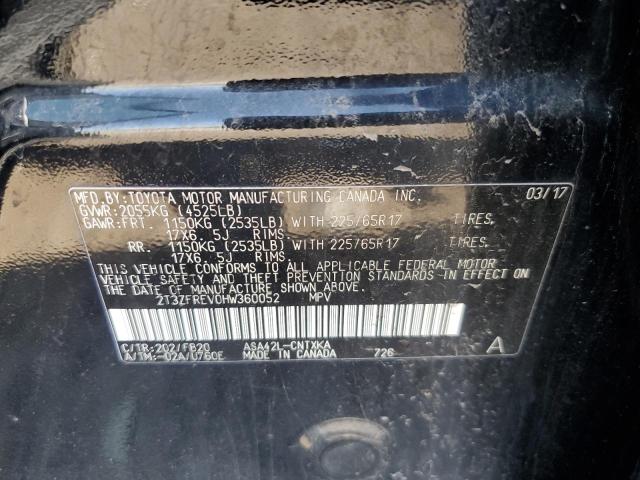 MFD.BY:TOYOTA MOTOR MANUFACTURING CANADA INC. 03/17
GVWR:2055KG (4525LB)
GAWR:FRT. 1150KG (2535LB) WITH 225/65R17 TIRES,
17X6.5J RIMS
RR. 1150KG (2535LB) WITH 225/65R17 TIRES,
17X6.5J RIMS
THIS VEHICLE CONFORMS TO ALL APPLICABLE FEDERAL MOTOR
VEHICLE SAFETY AND THEFT PREVENTION STANDARDS IN EFFECT ON
THE DATE OF MANUFACTURE SHOWN ABOVE.
2T3ZFREV0HW360052 MPV
C/TR:202/FB20 ASA42L-CNTXKA
A/TM:-02A/U760E MADE IN CANADA 726 A